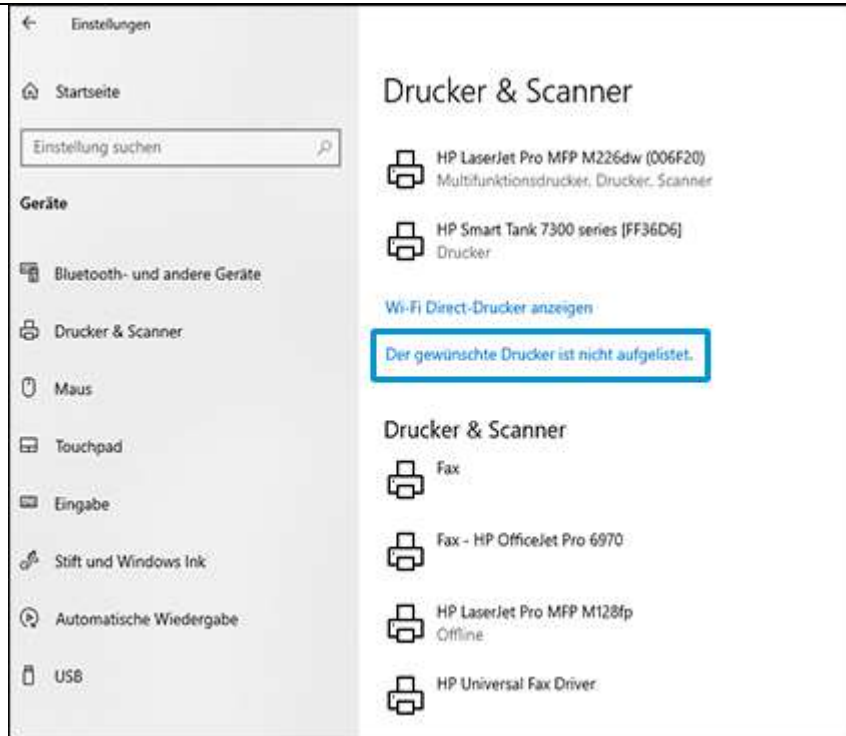 Einstellungen
Startseite
Einstellung suchen
Geräte
Bluetooth- und andere Geräte
Drucker & Scanner
Maus
Touchpad
Eingabe
Stift und Windows Ink
Automatische Wiedergabe
USB
Drucker & Scanner
HP LaserJet Pro MFP M226dw (006F20)
Multifunktionsdrucker, Drucker, Scanner
HP Smart Tank 7300 series [FF36D6]
Drucker
Wi-Fi Direct-Drucker anzeigen
Der gewünschte Drucker ist nicht aufgelistet.
Drucker & Scanner
Fax
Fax - HP OfficeJet Pro 6970
HP LaserJet Pro MFP M128fp
Offline
HP Universal Fax Driver